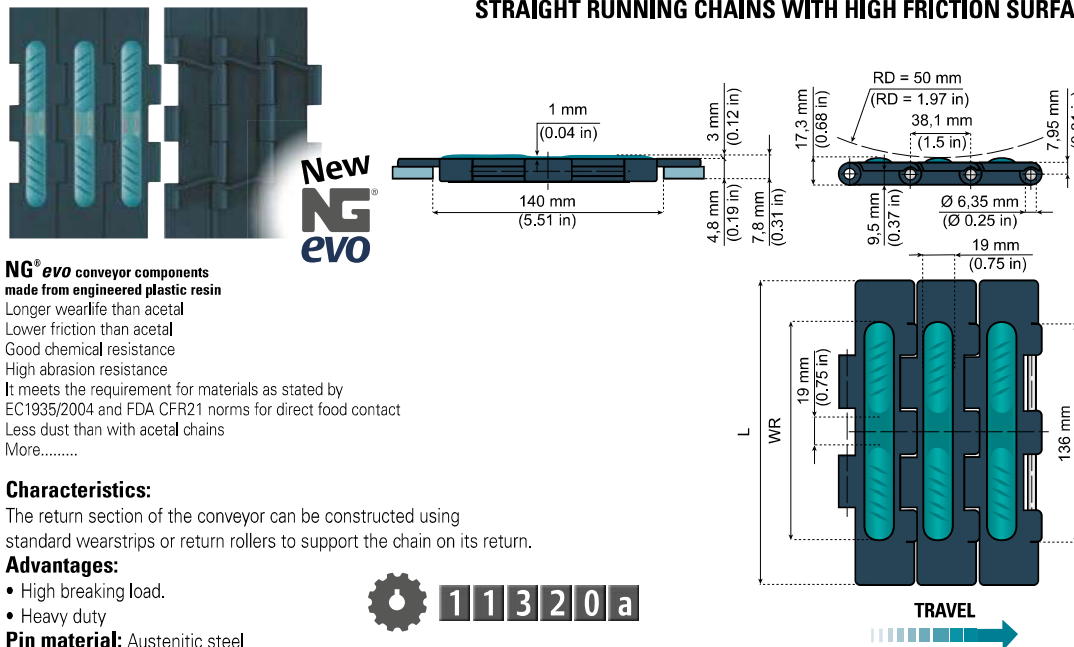 STRAIGHT RUNNING CHAINS WITH HIGH FRICTION SURFA
New
NG®
evo
1 mm
(0.04 in)
3 mm
(0.12 in)
140 mm
(5.51 in)
4,8 mm
(0.19 in)
7,8 mm
(0.31 in)
17,3 mm
(0.68 in)
RD = 50 mm
(RD = 1.97 in)
38,1 mm
(1.5 in)
7,95 mm
9,5 mm
(0.37 in)
Ø 6,35 mm
(Ø 0.25 in)
19 mm
(0.75 in)
19 mm
(0.75 in)
L
WR
136 mm
TRAVEL
NG® evo conveyor components
made from engineered plastic resin
Longer wearlife than acetal
Lower friction than acetal
Good chemical resistance
High abrasion resistance
It meets the requirement for materials as stated by
EC1935/2004 and FDA CFR21 norms for direct food contact
Less dust than with acetal chains
More.........
Characteristics:
The return section of the conveyor can be constructed using
standard wearstrips or return rollers to support the chain on its return.
Advantages:
• High breaking load.
• Heavy duty
Pin material: Austenitic steel
11320a